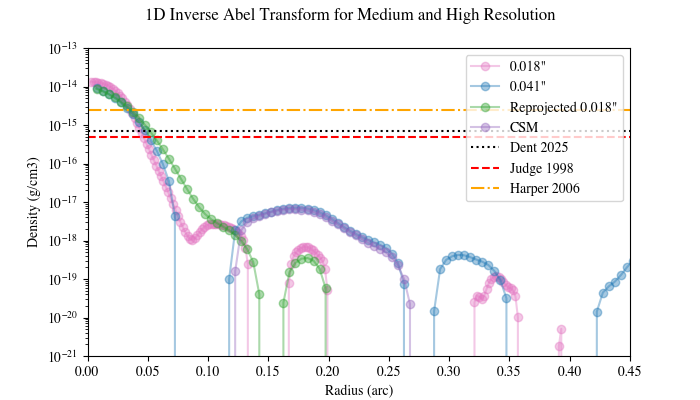 1D Inverse Abel Transform for Medium and High Resolution
10⁻¹³
10⁻¹⁴
10⁻¹⁵
10⁻¹⁶
10⁻¹⁷
10⁻¹⁸
10⁻¹⁹
10⁻²⁰
10⁻²¹
Density (g/cm3)
0.018"
0.041"
Reprojected 0.018"
CSM
Dent 2025
Judge 1998
Harper 2006
0.00 0.05 0.10 0.15 0.20 0.25 0.30 0.35 0.40 0.45
Radius (arc)